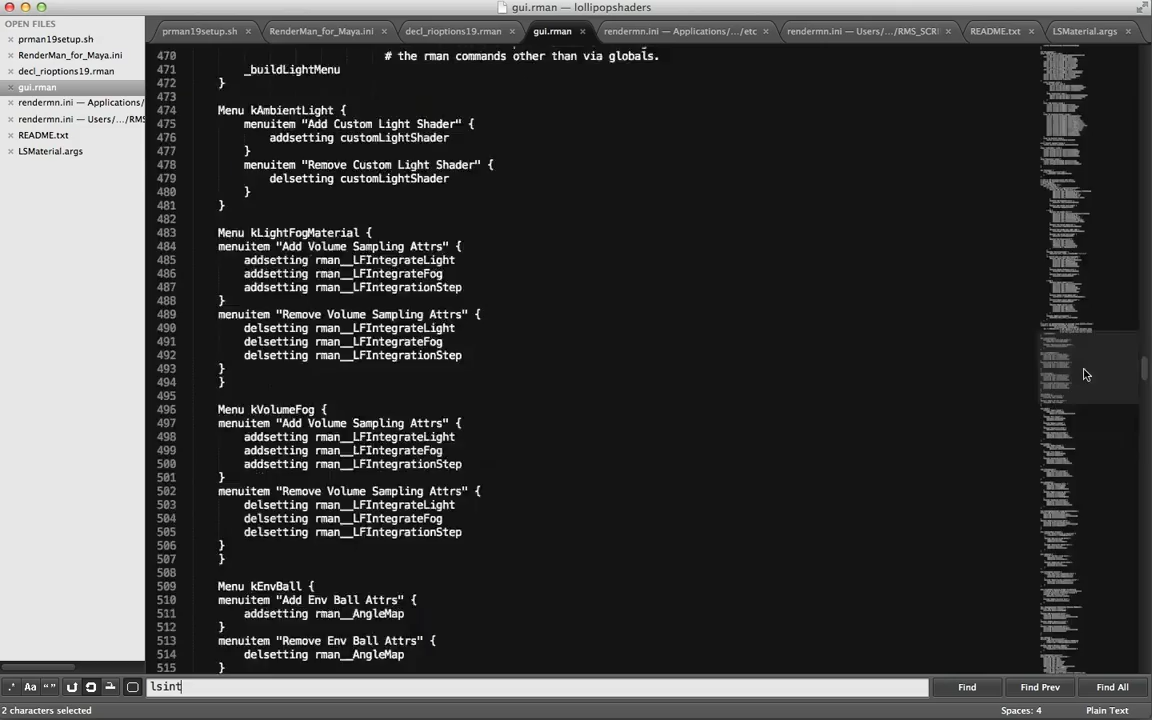 gui.rman — lollipopshaders
OPEN FILES
prman19setup.sh
RenderMan_for_Maya.ini
decl_rioptions19.rman
gui.rman
rendermn.ini — Applications/
rendermn.ini — Users/.../RMS
README.txt
LSMaterial.args
prman19setup.sh × RenderMan_for_Maya.ini × decl_rioptions19.rman × gui.rman × rendermn.ini — Applications/.../etc × rendermn.ini — Users/.../RMS_SCRI × README.txt × LSMaterial.args ×
470 # the rman commands other than via globals.
471 _buildLightMenu
472 }
473
474 Menu kAmbientLight {
475 menuitem "Add Custom Light Shader" {
476 addsetting customLightShader
477 }
478 menuitem "Remove Custom Light Shader" {
479 delsetting customLightShader
480 }
481 }
482
483 Menu kLightFogMaterial {
484 menuitem "Add Volume Sampling Attrs" {
485 addsetting rman__LFIntegrateLight
486 addsetting rman__LFIntegrateFog
487 addsetting rman__LFIntegrationStep
488 }
489 menuitem "Remove Volume Sampling Attrs" {
490 delsetting rman__LFIntegrateLight
491 delsetting rman__LFIntegrateFog
492 delsetting rman__LFIntegrationStep
493 }
494 }
495
496 Menu kVolumeFog {
497 menuitem "Add Volume Sampling Attrs" {
498 addsetting rman__LFIntegrateLight
499 addsetting rman__LFIntegrateFog
500 addsetting rman__LFIntegrationStep
501 }
502 menuitem "Remove Volume Sampling Attrs" {
503 delsetting rman__LFIntegrateLight
504 delsetting rman__LFIntegrateFog
505 delsetting rman__LFIntegrationStep
506 }
507 }
508
509 Menu kEnvBall {
510 menuitem "Add Env Ball Attrs" {
511 addsetting rman__AngleMap
512 }
513 menuitem "Remove Env Ball Attrs" {
514 delsetting rman__AngleMap
515 }
.* Aa “” lsint Find Find Prev Find All
2 characters selected Spaces: 4 Plain Text